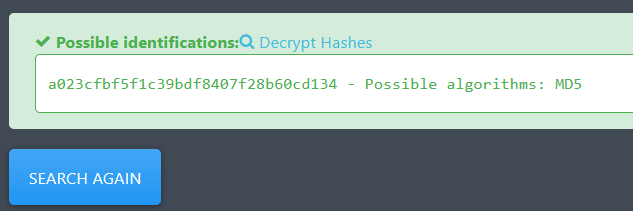 Possible identifications: Decrypt Hashes
a023cfbf5f1c39bdf8407f28b60cd134 - Possible algorithms: MD5
SEARCH AGAIN